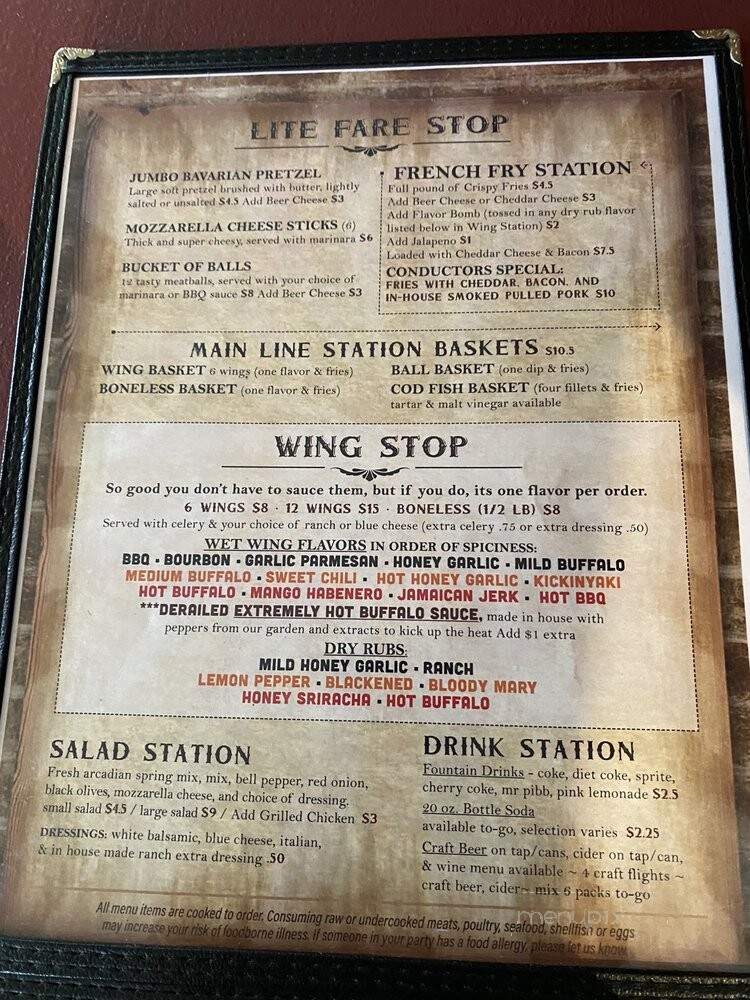 LITE FARE STOP
JUMBO BAVARIAN PRETZEL
Large soft pretzel brushed with butter, lightly
salted or unsalted $4.5 Add Beer Cheese $3
MOZZARELLA CHEESE STICKS (6)
Thick and super cheesy, served with marinara $6
BUCKET OF BALLS
12 tasty meatballs, served with your choice of
marinara or BBQ sauce $8 Add Beer Cheese $3
FRENCH FRY STATION
Full pound of Crispy Fries $4.5
Add Beer Cheese or Cheddar Cheese $3
Add Flavor Bomb (tossed in any dry rub flavor
listed below in Wing Station) $2
Add Jalapeno $1
Loaded with Cheddar Cheese & Bacon $7.5
CONDUCTORS SPECIAL:
FRIES WITH CHEDDAR, BACON, AND
IN-HOUSE SMOKED PULLED PORK $10
MAIN LINE STATION BASKETS $10.5
WING BASKET 6 wings (one flavor & fries)
BONELESS BASKET (one flavor & fries)
BALL BASKET (one dip & fries)
COD FISH BASKET (four fillets & fries)
tartar & malt vinegar available
WING STOP
So good you don't have to sauce them, but if you do, its one flavor per order.
6 WINGS $8 · 12 WINGS $15 · BONELESS (1/2 LB) $8
Served with celery & your choice of ranch or blue cheese (extra celery .75 or extra dressing .50)
WET WING FLAVORS IN ORDER OF SPICINESS:
BBQ • BOURBON • GARLIC PARMESAN • HONEY GARLIC • MILD BUFFALO
MEDIUM BUFFALO • SWEET CHILI • HOT HONEY GARLIC • KICKINYAKI
HOT BUFFALO • MANGO HABENERO • JAMAICAN JERK • HOT BBQ
***DERAILED EXTREMELY HOT BUFFALO SAUCE, made in house with
peppers from our garden and extracts to kick up the heat Add $1 extra
DRY RUBS:
MILD HONEY GARLIC • RANCH
LEMON PEPPER • BLACKENED • BLOODY MARY
HONEY SRIRACHA • HOT BUFFALO
SALAD STATION
Fresh arcadian spring mix, mix, bell pepper, red onion,
black olives, mozzarella cheese, and choice of dressing.
small salad $4.5 / large salad $9 / Add Grilled Chicken $3
DRESSINGS: white balsamic, blue cheese, italian,
& in house made ranch extra dressing .50
DRINK STATION
Fountain Drinks - coke, diet coke, sprite,
cherry coke, mr pibb, pink lemonade $2.5
20 oz. Bottle Soda
available to-go, selection varies $2.25
Craft Beer on tap/cans, cider on tap/can,
& wine menu available ~ 4 craft flights ~
craft beer, cider~ mix 6 packs to-go
All menu items are cooked to order. Consuming raw or undercooked meats, poultry, seafood, shellfish or eggs
may increase your risk of foodborne illness. If someone in your party has a food allergy, please let us know